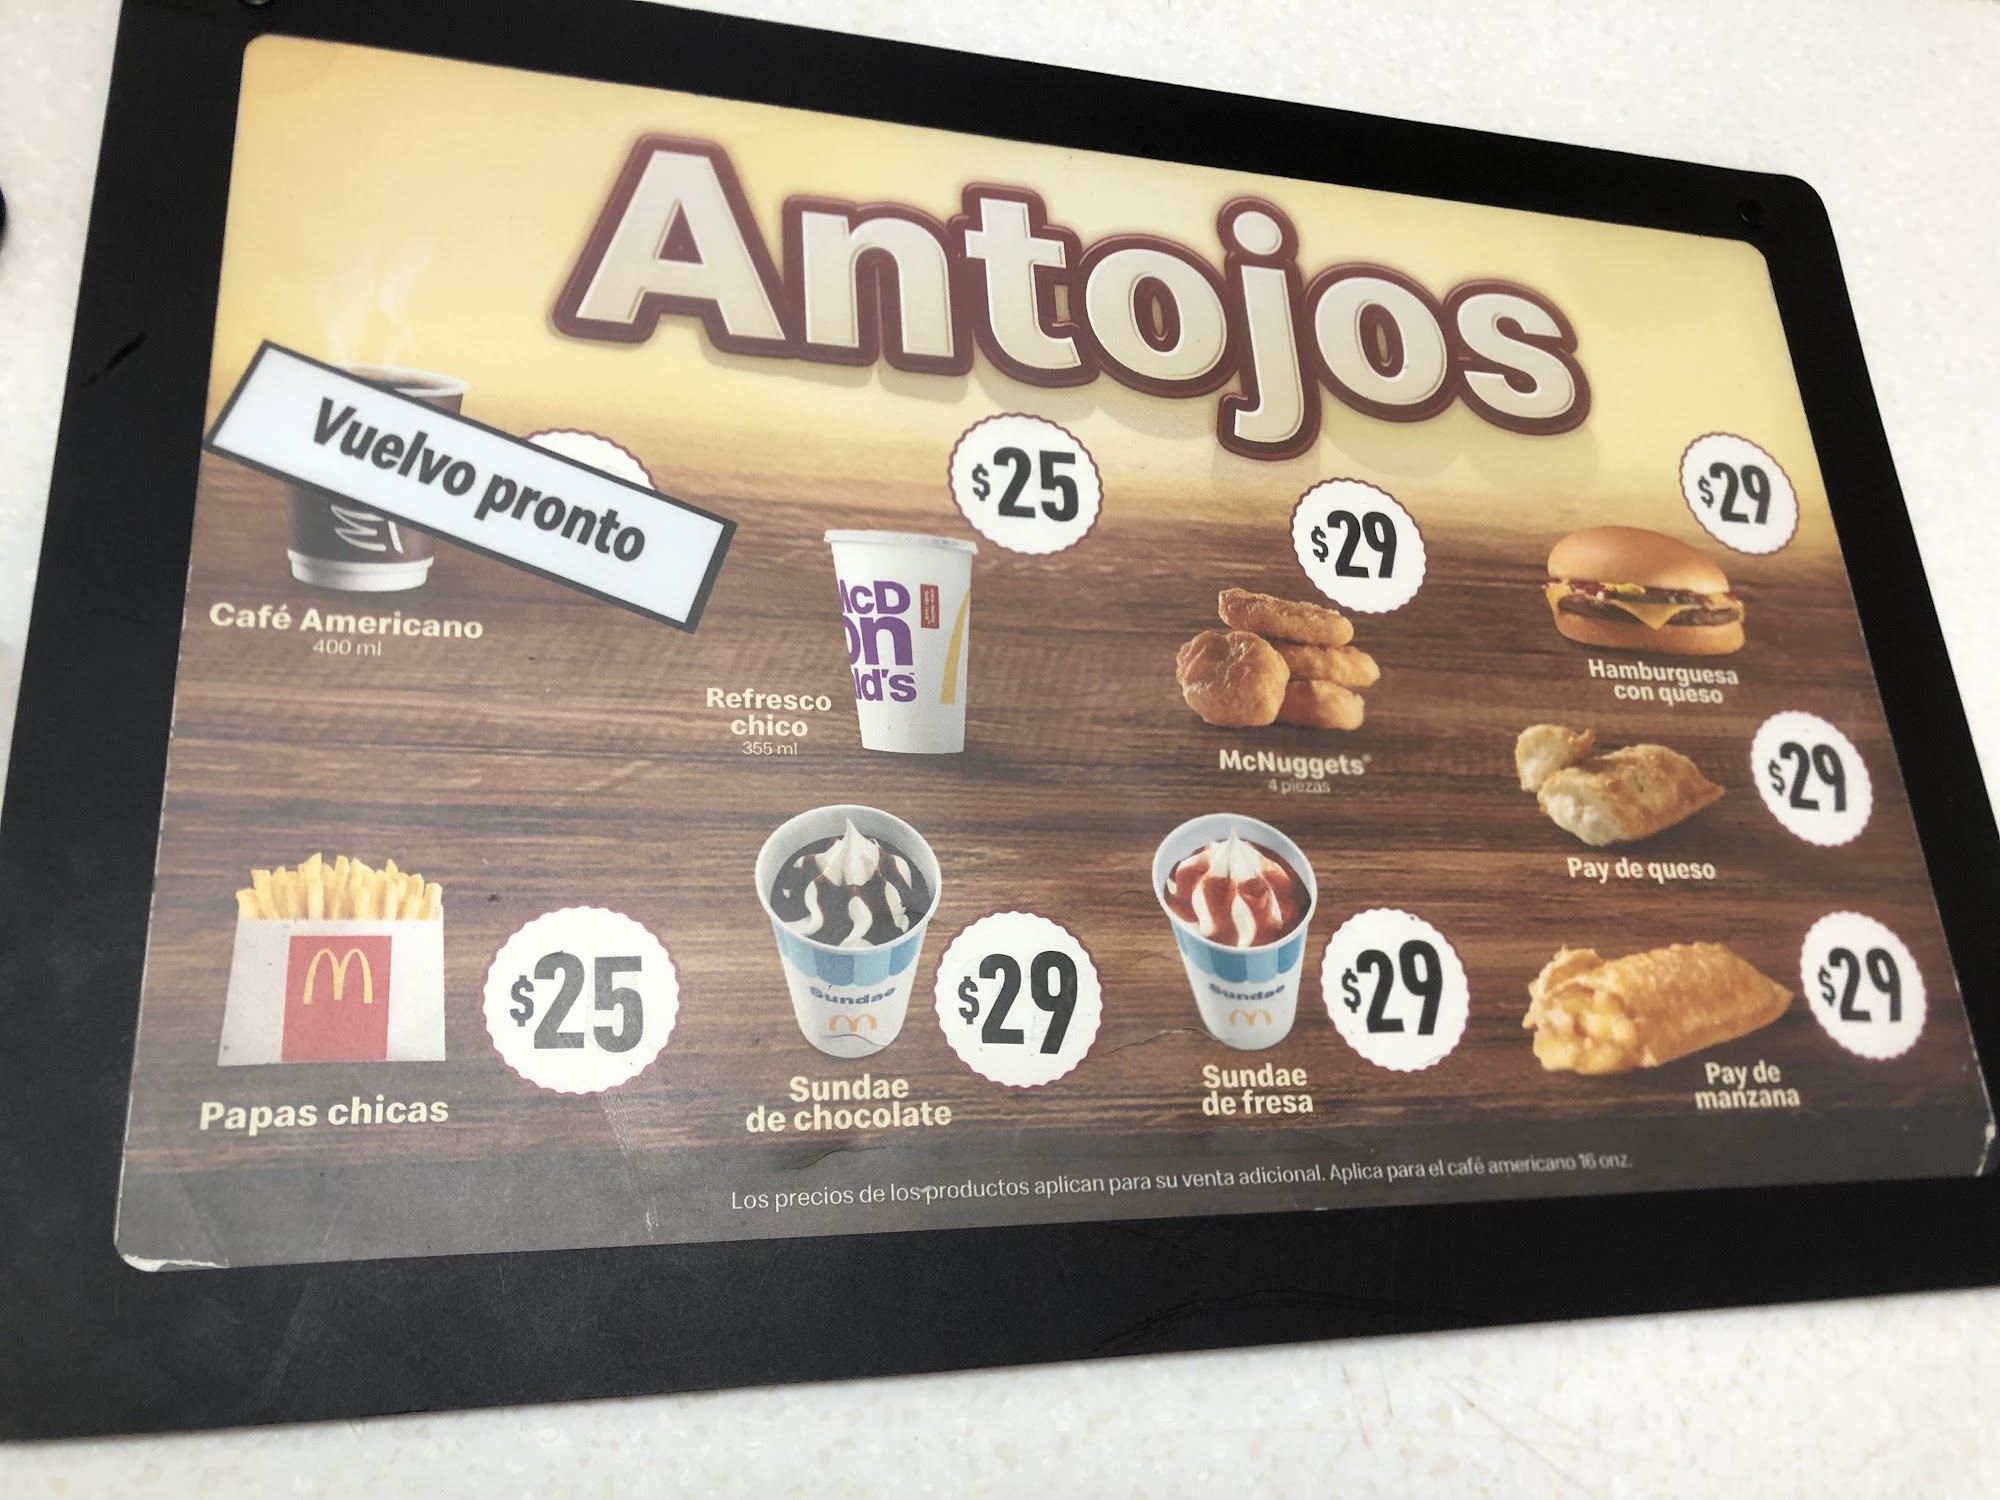 Antojos
Vuelvo pronto
Café Americano
400 ml
$25
McD
on
ld's
Refresco
chico
355 ml
$29
McNuggets®
4 piezas
$29
Hamburguesa
con queso
$29
Pay de queso
$25
Papas chicas
$29
Sundae
Sundae
de chocolate
$29
Sundae
Sundae
de fresa
$29
Pay de
manzana
Los precios de los productos aplican para su venta adicional. Aplica para el café americano 16 onz.